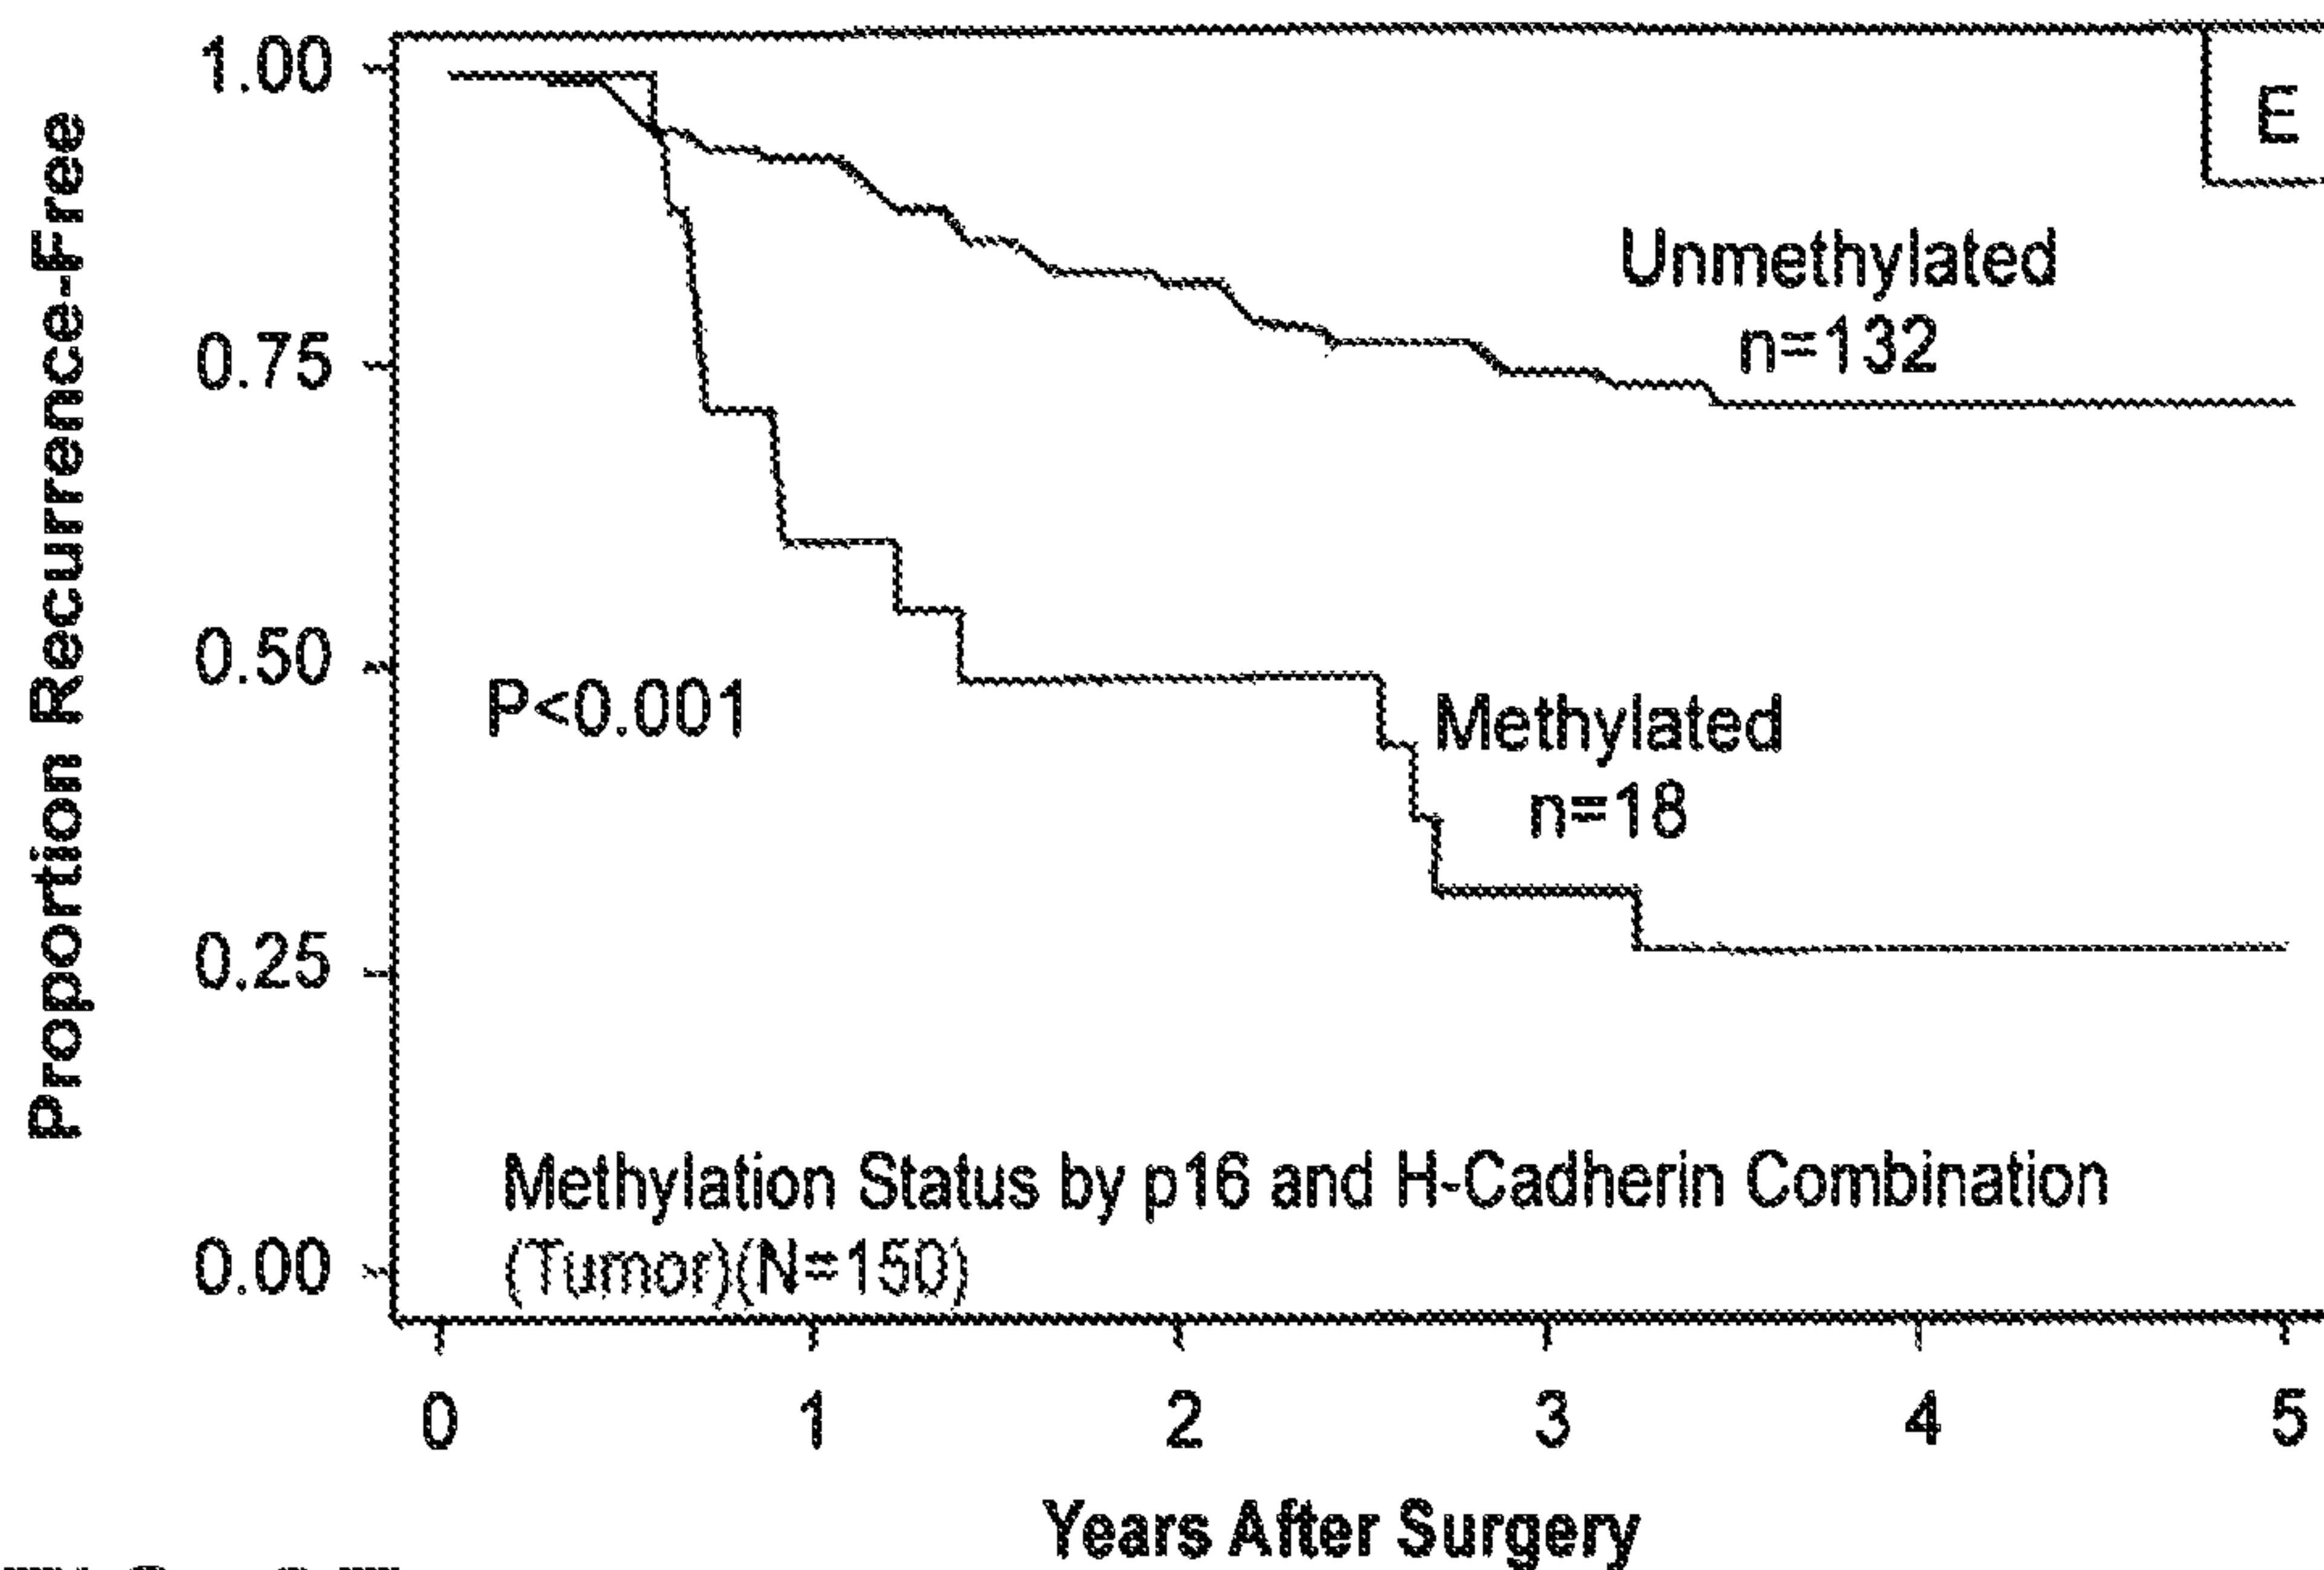 Proportion Recurrence-Free
1.00
0.75
0.50
0.25
0.00
E
Unmethylated
n=132
P<0.001
Methylated
n=18
Methylation Status by p16 and H-Cadherin Combination
(Tumor)(N=150)
0 1 2 3 4 5
Years After Surgery